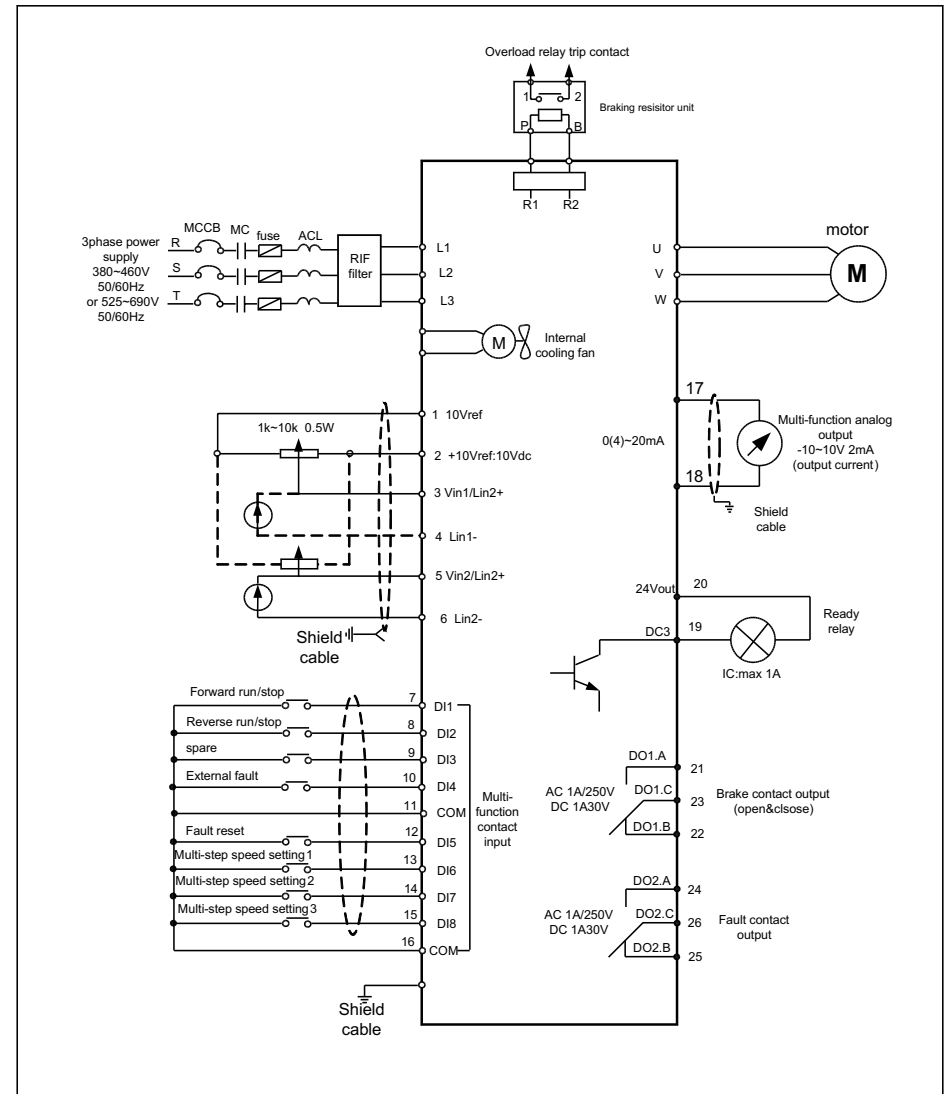 Overload relay trip contact
1
2
Braking resisitor unit
P
B
R1
R2
3phase power
supply
380~460V
50/60Hz
or 525~690V
50/60Hz
R
S
T
MCCB
MC
fuse
ACL
RIF
filter
L1
L2
L3
U
V
W
motor
M
M
Internal
cooling fan
1k~10k 0.5W
1 10Vref
2 +10Vref:10Vdc
3 Vin1/Lin2+
4 Lin1-
5 Vin2/Lin2+
6 Lin2-
Shield
cable
17
0(4)~20mA
18
Multi-function analog
output
-10~10V 2mA
(output current)
Shield
cable
24Vout
20
DC3
19
Ready
relay
IC:max 1A
Forward run/stop
7
DI1
Reverse run/stop
8
DI2
spare
9
DI3
External fault
10
DI4
11
COM
Fault reset
12
DI5
Multi-step speed setting1
13
DI6
Multi-step speed setting2
14
DI7
Multi-step speed setting3
15
DI8
16
COM
Multi-
function
contact
input
Shield
cable
AC 1A/250V
DC 1A30V
DO1.A
21
DO1.C
23
DO1.B
22
Brake contact output
(open&clsose)
AC 1A/250V
DC 1A30V
DO2.A
24
DO2.C
26
DO2.B
25
Fault contact
output